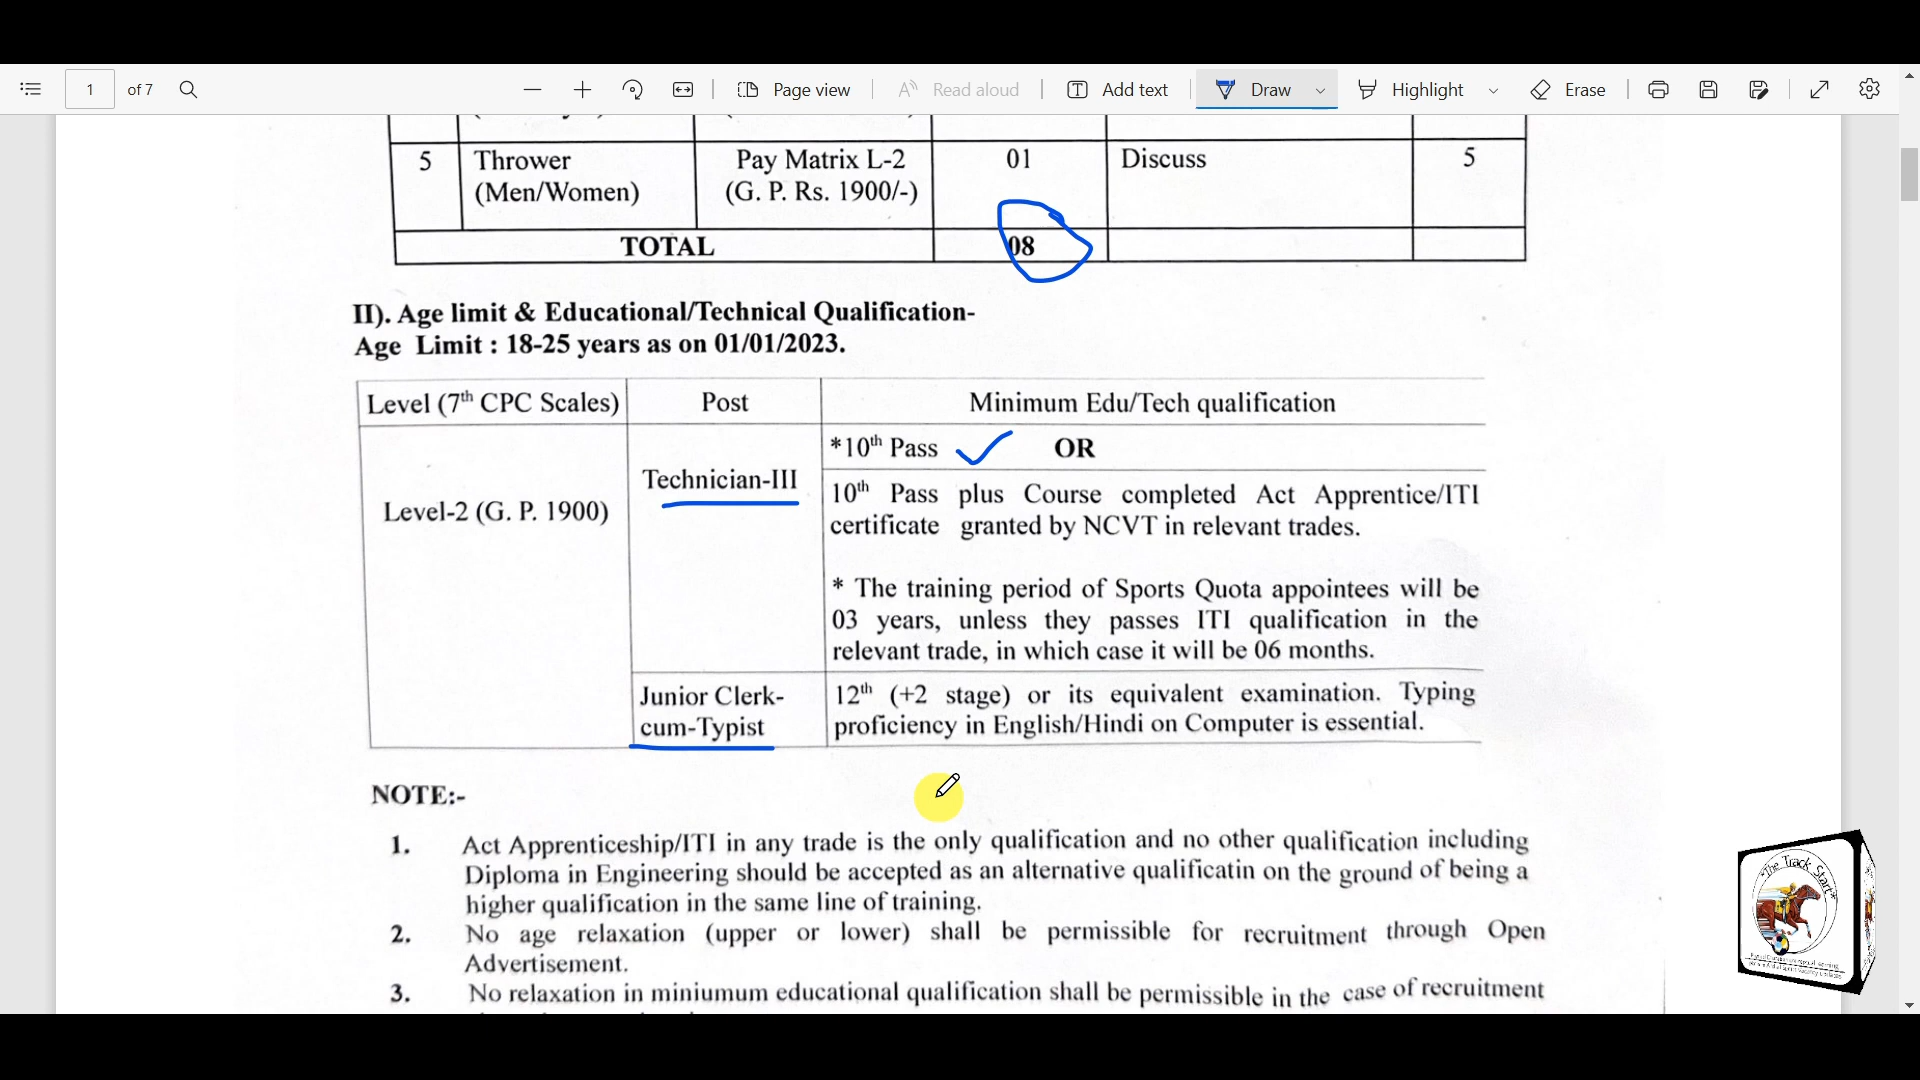 1 of 7 Page view Read aloud Add text Draw Highlight Erase
5 Thrower Pay Matrix L-2 01 Discuss 5
(Men/Women) (G. P. Rs. 1900/-)
TOTAL 08
II). Age limit & Educational/Technical Qualification-
Age Limit : 18-25 years as on 01/01/2023.
Level (7th CPC Scales) Post Minimum Edu/Tech qualification
*10th Pass OR
Technician-III
Level-2 (G. P. 1900)
10th Pass plus Course completed Act Apprentice/ITI
certificate granted by NCVT in relevant trades.
* The training period of Sports Quota appointees will be
03 years, unless they passes ITI qualification in the
relevant trade, in which case it will be 06 months.
Junior Clerk-
cum-Typist
12th (+2 stage) or its equivalent examination. Typing
proficiency in English/Hindi on Computer is essential.
NOTE:-
1. Act Apprenticeship/ITI in any trade is the only qualification and no other qualification including
Diploma in Engineering should be accepted as an alternative qualificatin on the ground of being a
higher qualification in the same line of training.
2. No age relaxation (upper or lower) shall be permissible for recruitment through Open
Advertisement.
3. No relaxation in miniumum educational qualification shall be permissible in the case of recruitment
"The Track Start"